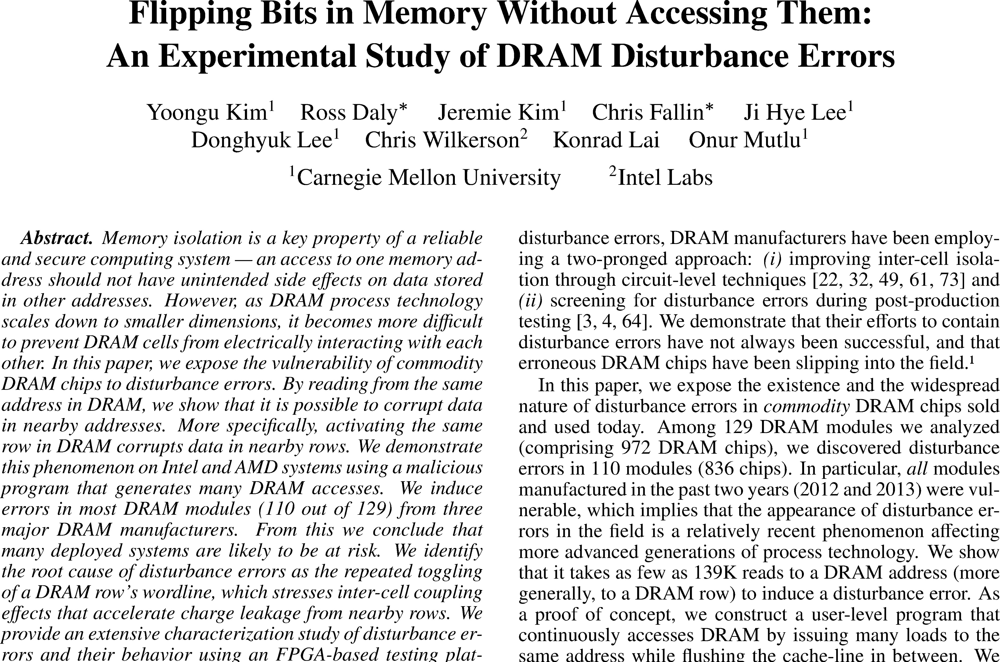 Flipping Bits in Memory Without Accessing Them:
An Experimental Study of DRAM Disturbance Errors
Yoongu Kim¹ Ross Daly* Jeremie Kim¹ Chris Fallin* Ji Hye Lee¹
Donghyuk Lee¹ Chris Wilkerson² Konrad Lai Onur Mutlu¹
¹Carnegie Mellon University ²Intel Labs
Abstract. Memory isolation is a key property of a reliable
and secure computing system — an access to one memory ad-
dress should not have unintended side effects on data stored
in other addresses. However, as DRAM process technology
scales down to smaller dimensions, it becomes more difficult
to prevent DRAM cells from electrically interacting with each
other. In this paper, we expose the vulnerability of commodity
DRAM chips to disturbance errors. By reading from the same
address in DRAM, we show that it is possible to corrupt data
in nearby addresses. More specifically, activating the same
row in DRAM corrupts data in nearby rows. We demonstrate
this phenomenon on Intel and AMD systems using a malicious
program that generates many DRAM accesses. We induce
errors in most DRAM modules (110 out of 129) from three
major DRAM manufacturers. From this we conclude that
many deployed systems are likely to be at risk. We identify
the root cause of disturbance errors as the repeated toggling
of a DRAM row's wordline, which stresses inter-cell coupling
effects that accelerate charge leakage from nearby rows. We
provide an extensive characterization study of disturbance er-
rors and their behavior using an FPGA-based testing plat-
disturbance errors, DRAM manufacturers have been employ-
ing a two-pronged approach: (i) improving inter-cell isola-
tion through circuit-level techniques [22, 32, 49, 61, 73] and
(ii) screening for disturbance errors during post-production
testing [3, 4, 64]. We demonstrate that their efforts to contain
disturbance errors have not always been successful, and that
erroneous DRAM chips have been slipping into the field.¹
In this paper, we expose the existence and the widespread
nature of disturbance errors in commodity DRAM chips sold
and used today. Among 129 DRAM modules we analyzed
(comprising 972 DRAM chips), we discovered disturbance
errors in 110 modules (836 chips). In particular, all modules
manufactured in the past two years (2012 and 2013) were vul-
nerable, which implies that the appearance of disturbance er-
rors in the field is a relatively recent phenomenon affecting
more advanced generations of process technology. We show
that it takes as few as 139K reads to a DRAM address (more
generally, to a DRAM row) to induce a disturbance error. As
a proof of concept, we construct a user-level program that
continuously accesses DRAM by issuing many loads to the
same address while flushing the cache-line in between. We